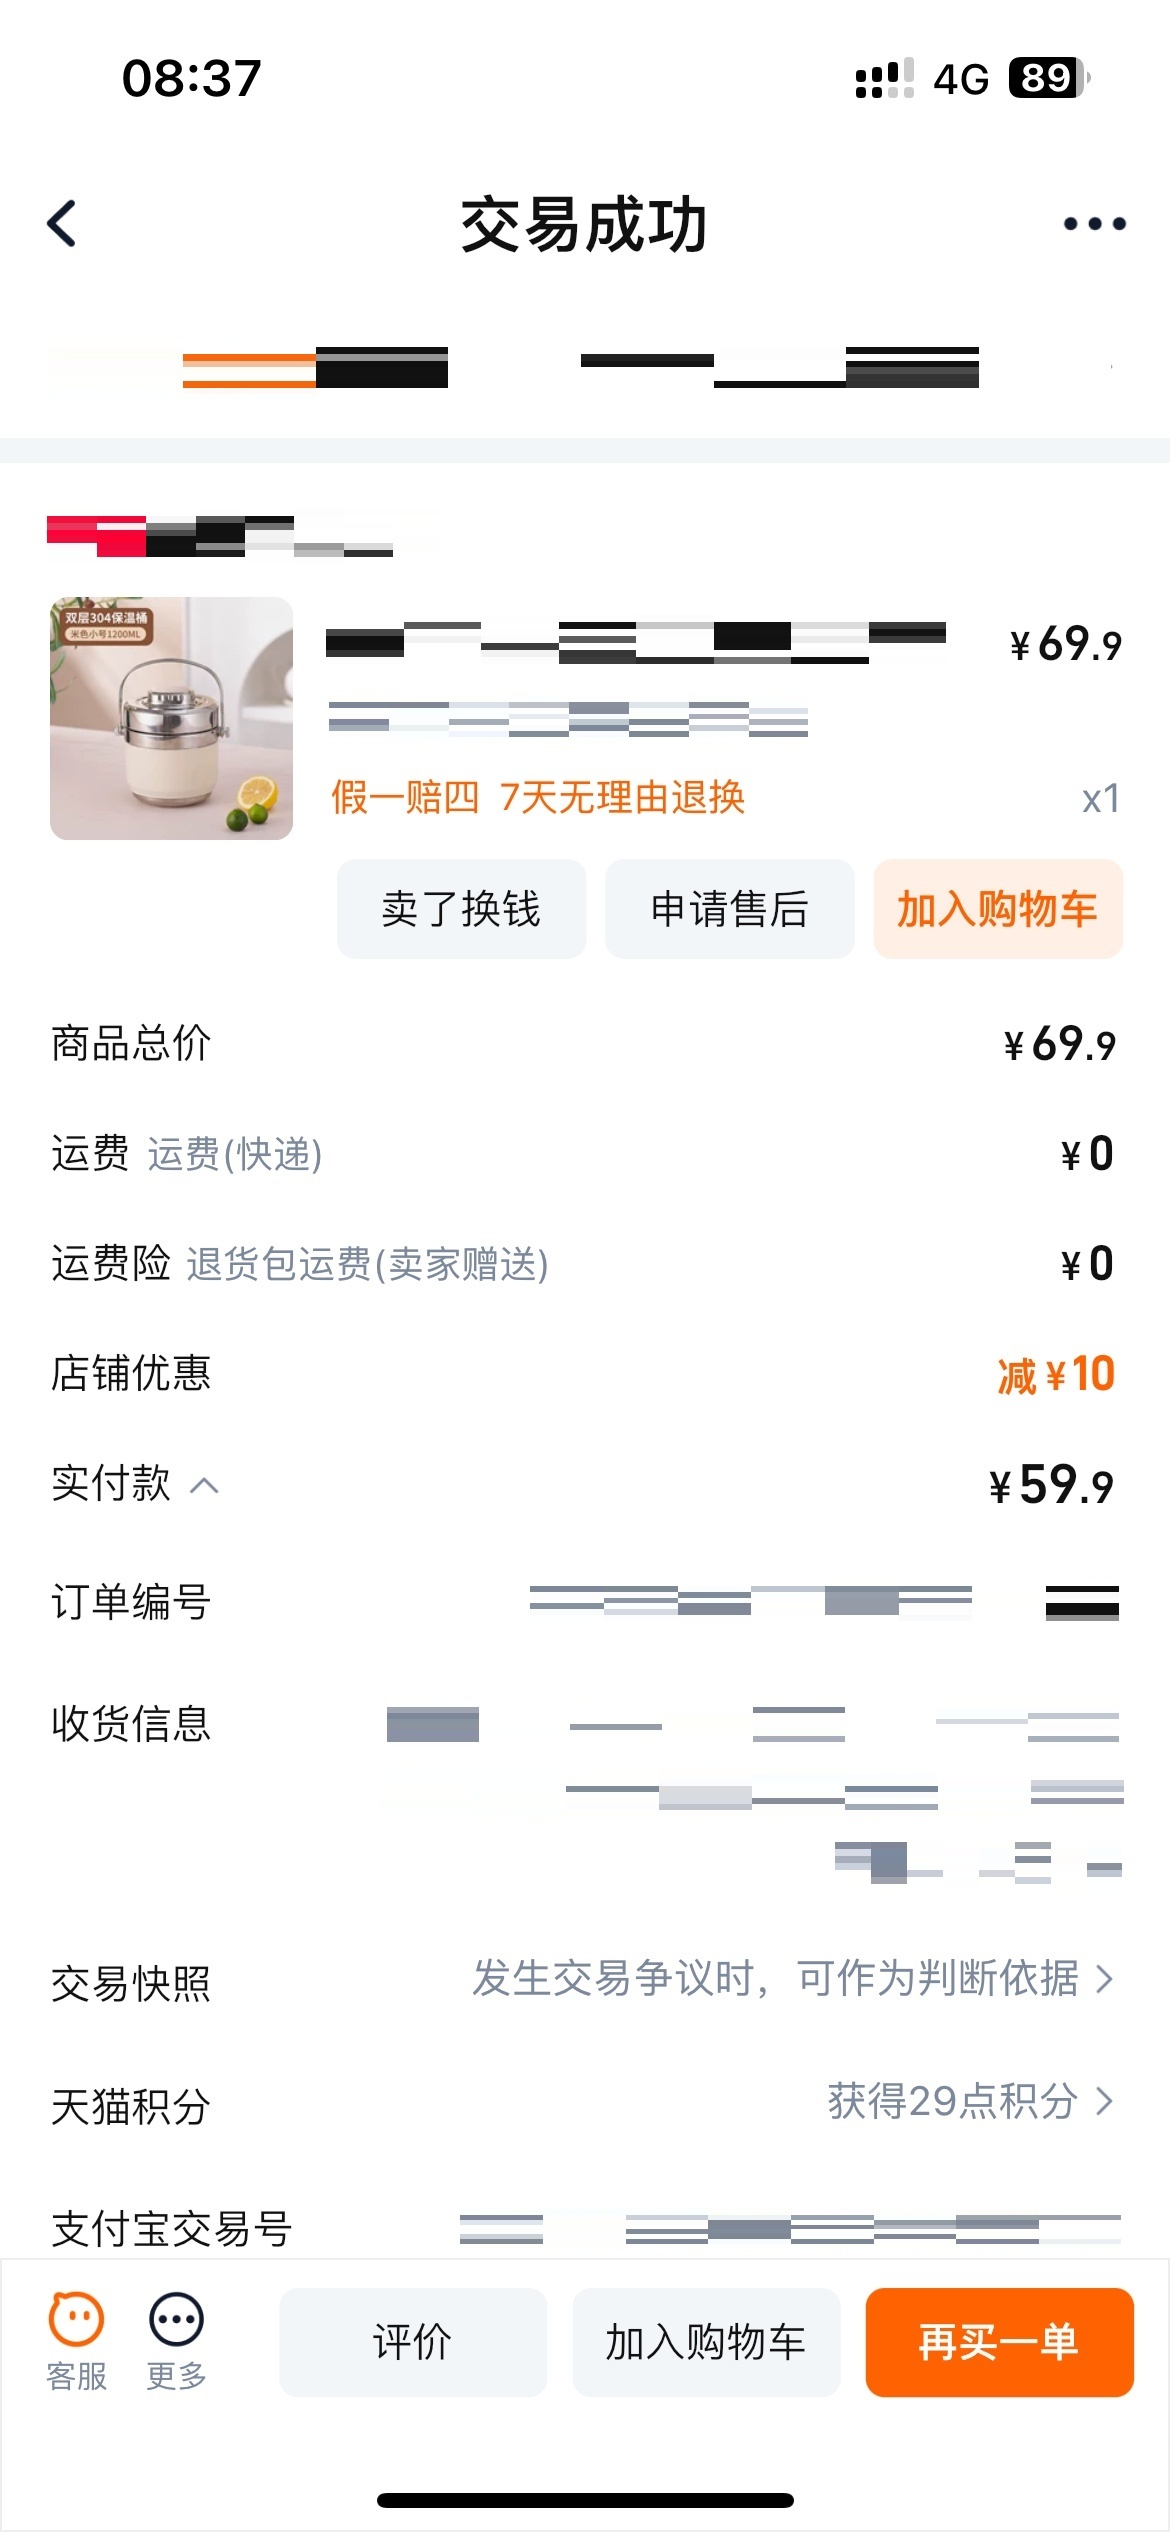 08:37
4G 89
交易成功
双层304保温桶
米色小号1200ML
¥69.9
假一赔四 7天无理由退换 x1
卖了换钱 申请售后 加入购物车
商品总价 ¥69.9
运费 运费(快递) ¥0
运费险 退货包运费(卖家赠送) ¥0
店铺优惠 减¥10
实付款 ¥59.9
订单编号
收货信息
交易快照 发生交易争议时，可作为判断依据
天猫积分 获得29点积分
支付宝交易号
客服 更多 评价 加入购物车 再买一单